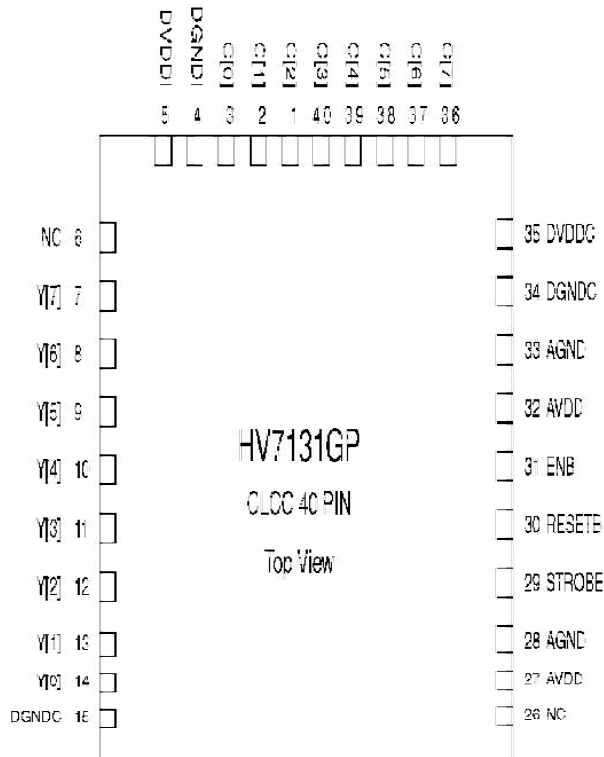 DVDDI DGNDI C[0] C[1] C[2] C[3] C[4] C[5] C[6] C[7]
5 4 3 2 1 40 39 38 37 36
NC 6
Y[7] 7
Y[6] 8
Y[5] 9
Y[4] 10
Y[3] 11
Y[2] 12
Y[1] 13
Y[0] 14
DGNDC 15
HV7131GP
CLCC 40 PIN
Top View
35 DVDDC
34 DGNDC
33 AGND
32 AVDD
31 ENB
30 RESETB
29 STROBE
28 AGND
27 AVDD
26 NC